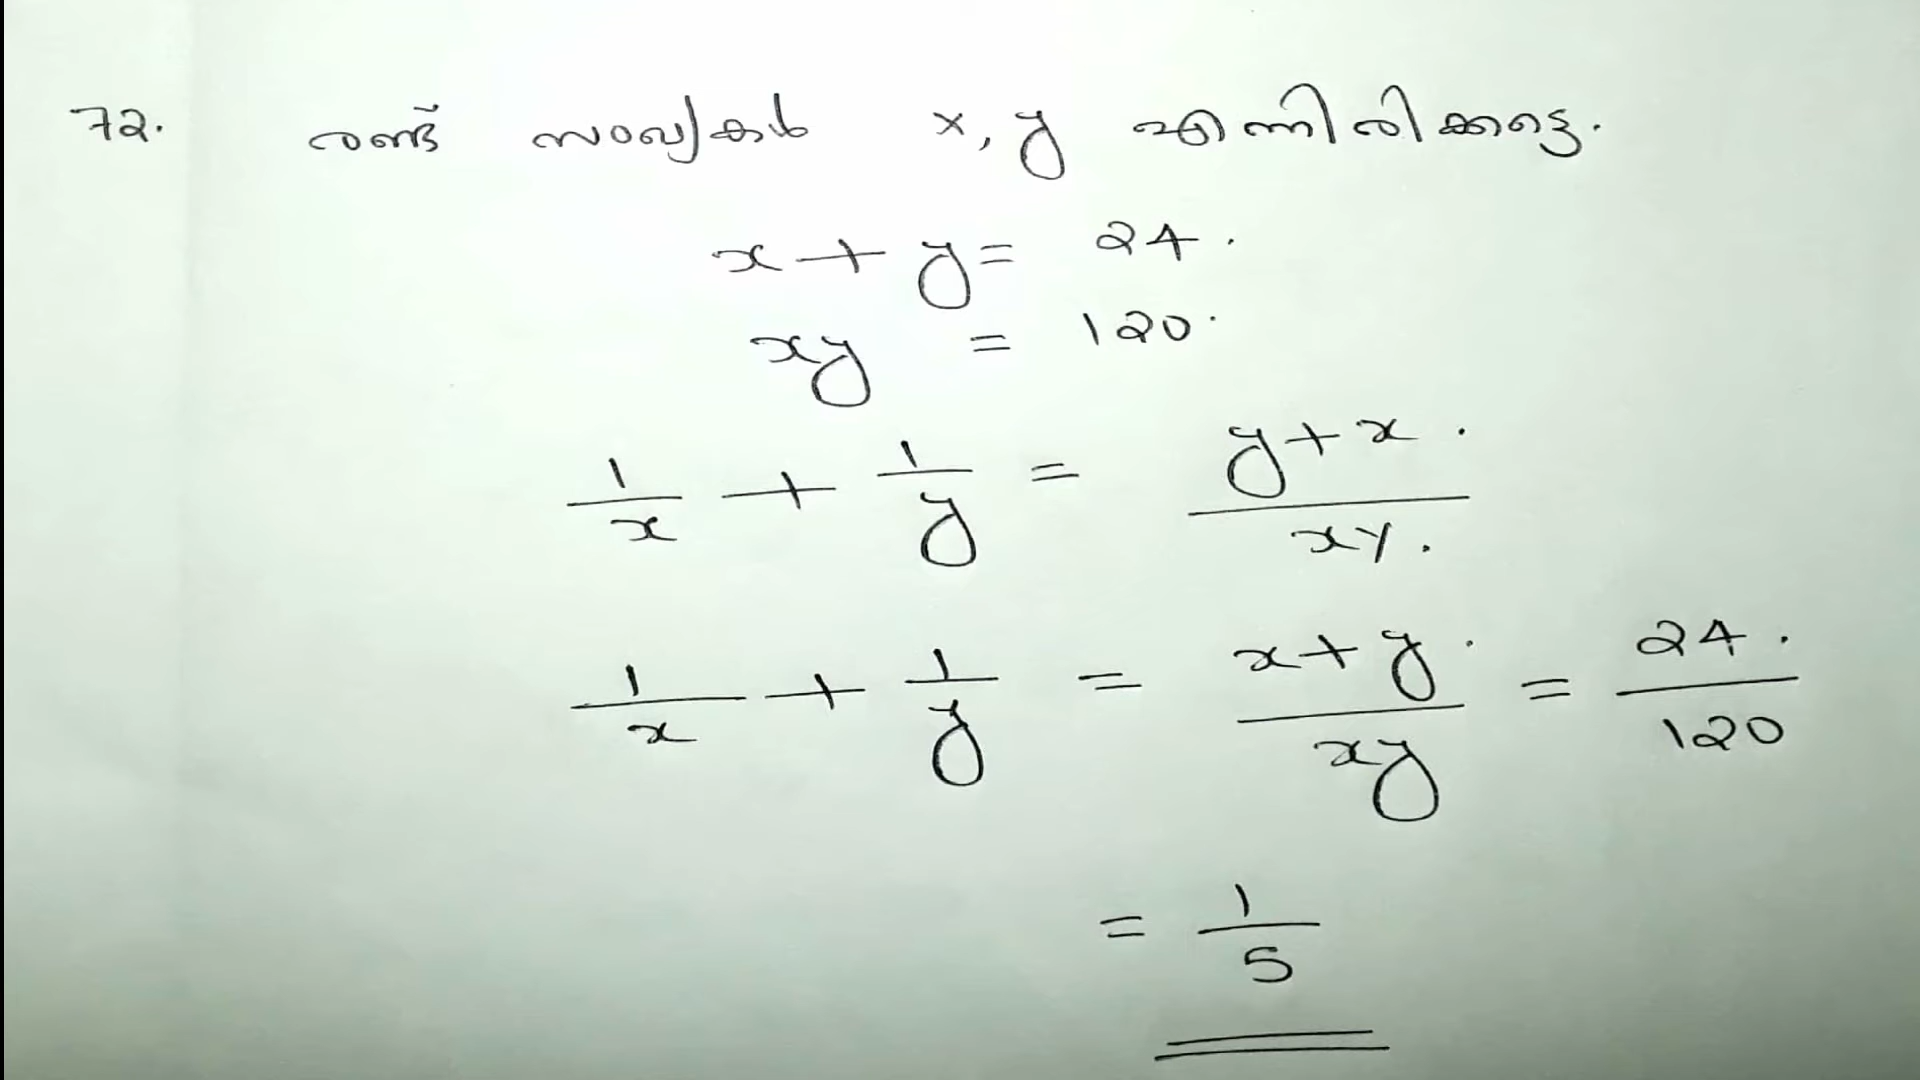 72. രണ്ട് സംഖ്യകൾ x, y എന്നിരിക്കട്ടെ.
x + y = 24.
xy = 120.
1/x + 1/y = y+x. / xy.
1/x + 1/y = x+y. / xy = 24. / 120
= 1/5